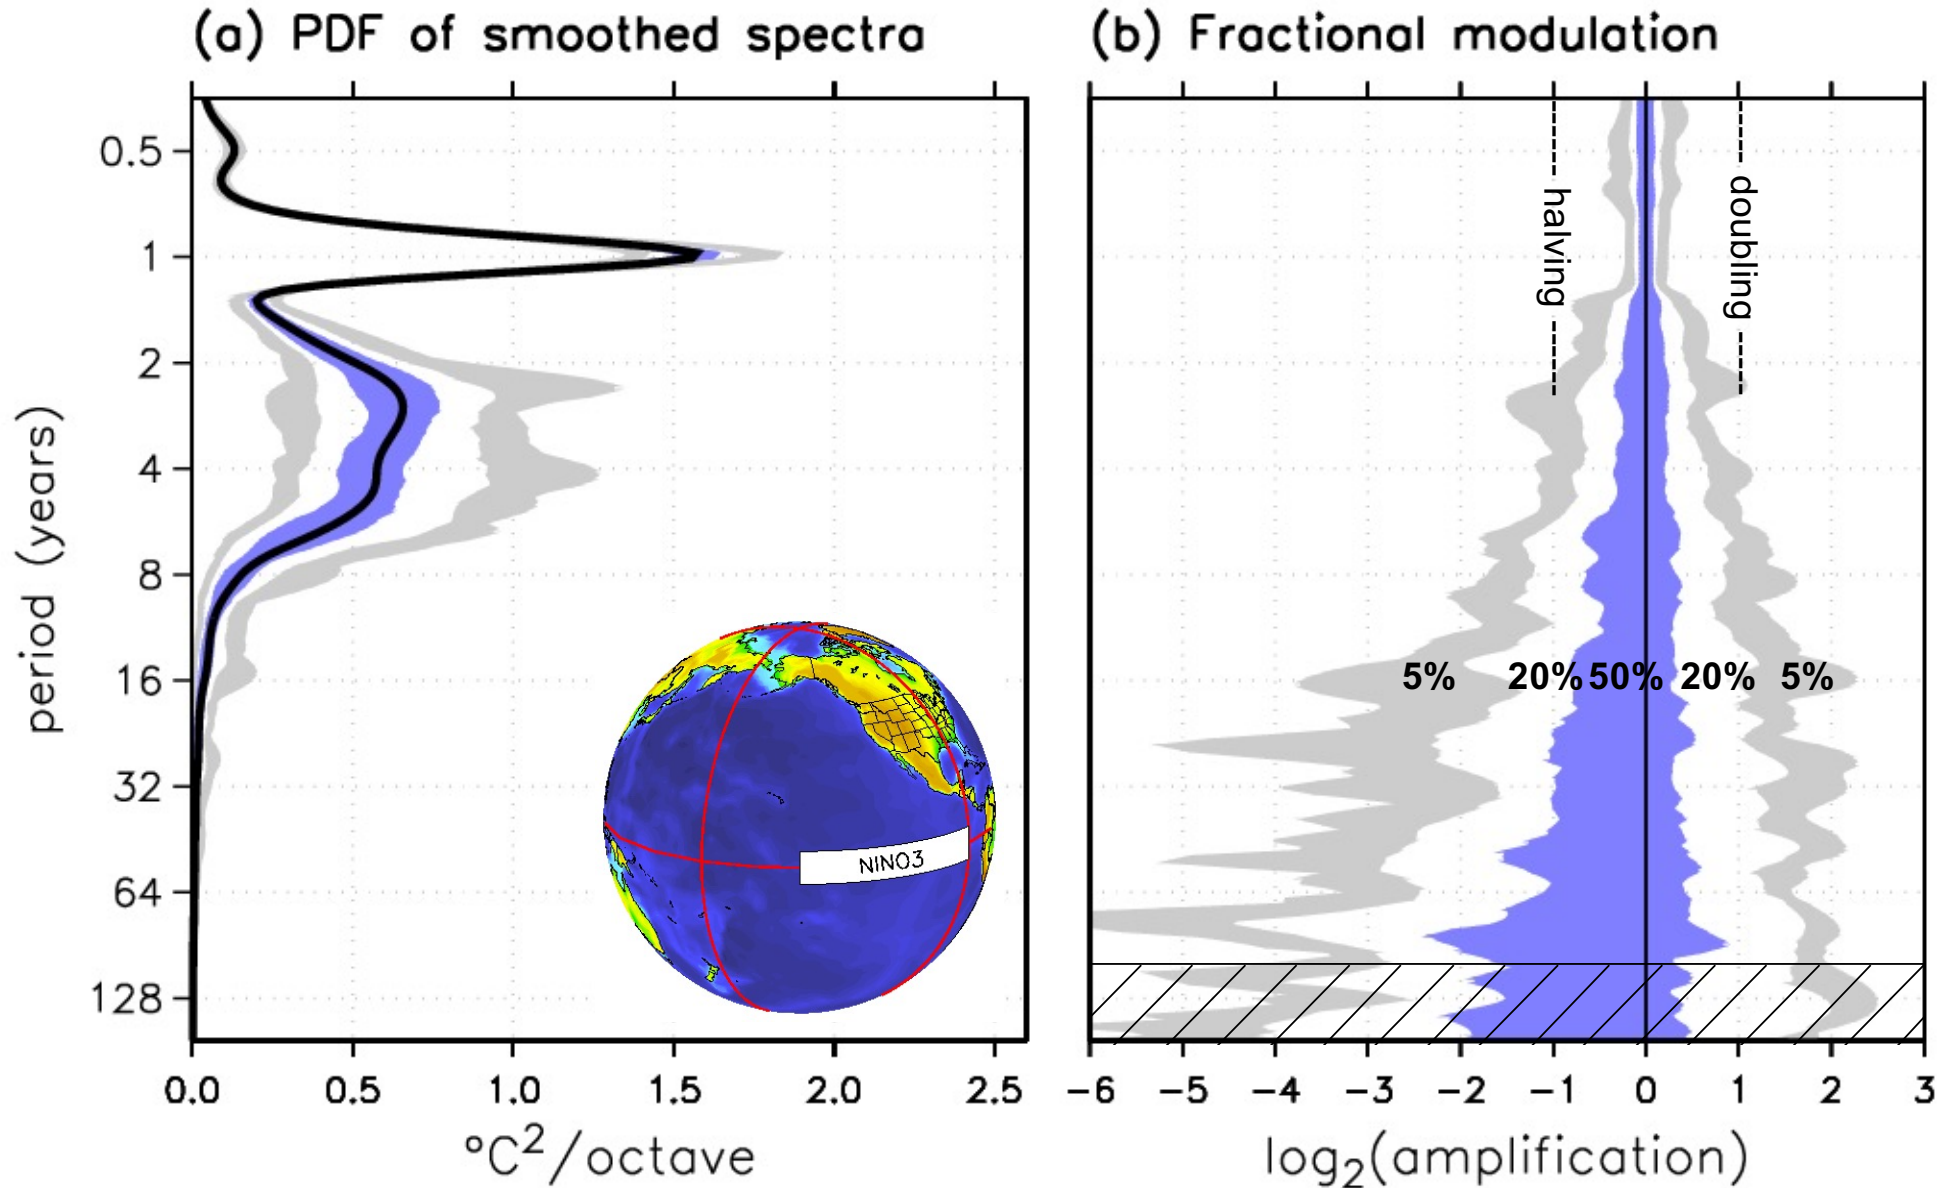 (a) PDF of smoothed spectra
(b) Fractional modulation
period (years)
0.5
1
2
4
8
16
32
64
128
0.0 0.5 1.0 1.5 2.0 2.5
°C²/octave
NINO3
halving
doubling
5% 20% 50% 20% 5%
−6 −5 −4 −3 −2 −1 0 1 2 3
log₂(amplification)